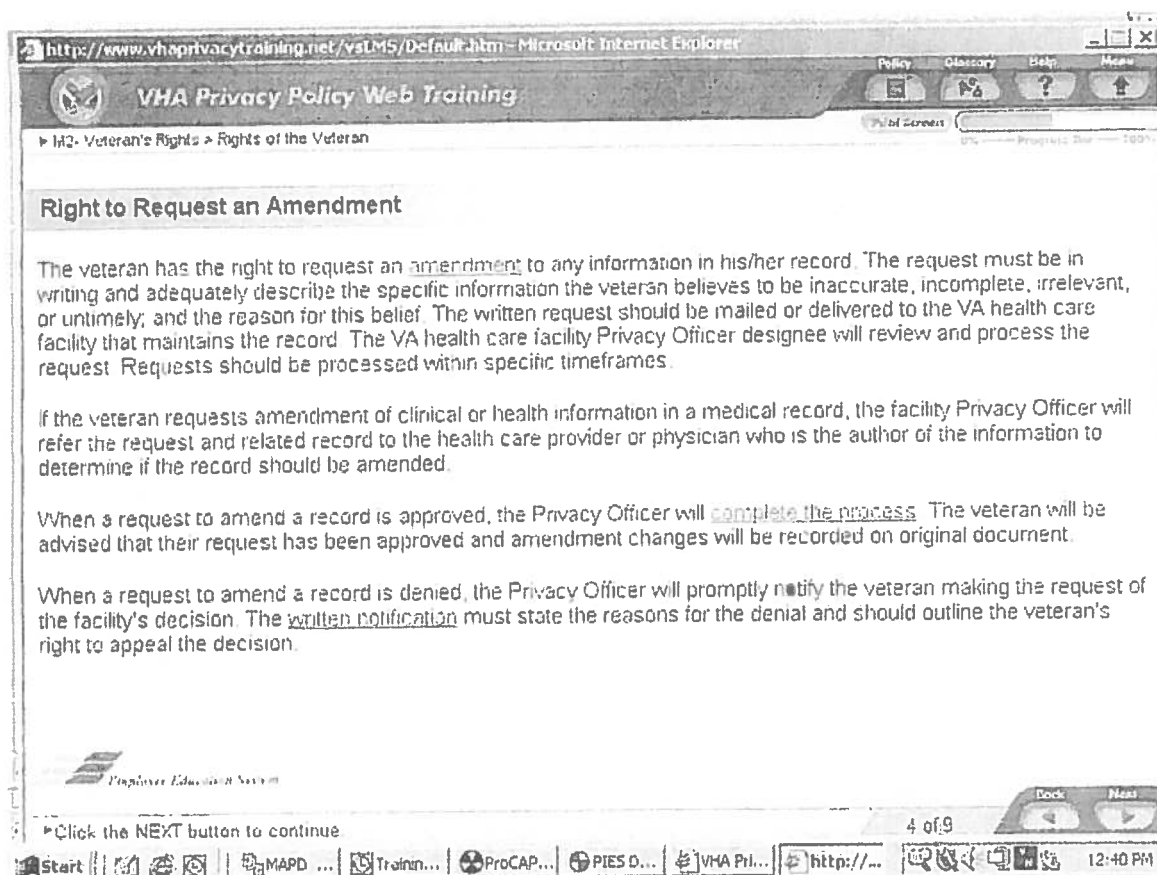 http://www.vhaprivacytraining.net/vsLMS/Default.htm - Microsoft Internet Explorer
Policy Glossary Help Menu
VHA Privacy Policy Web Training
M2- Veteran's Rights > Rights of the Veteran
0% Progress Bar 100%
Right to Request an Amendment
The veteran has the right to request an amendment to any information in his/her record. The request must be in
writing and adequately describe the specific information the veteran believes to be inaccurate, incomplete, irrelevant,
or untimely; and the reason for this belief. The written request should be mailed or delivered to the VA health care
facility that maintains the record. The VA health care facility Privacy Officer designee will review and process the
request. Requests should be processed within specific timeframes.
If the veteran requests amendment of clinical or health information in a medical record, the facility Privacy Officer will
refer the request and related record to the health care provider or physician who is the author of the information to
determine if the record should be amended.
When a request to amend a record is approved, the Privacy Officer will complete the process. The veteran will be
advised that their request has been approved and amendment changes will be recorded on original document.
When a request to amend a record is denied, the Privacy Officer will promptly notify the veteran making the request of
the facility's decision. The written notification must state the reasons for the denial and should outline the veteran's
right to appeal the decision.
Employee Education System
Back Next
Click the NEXT button to continue
4 of 9
Start MAPD ... Trainin... ProCAP... PIES D... VHA Pri... http://... 12:40 PM